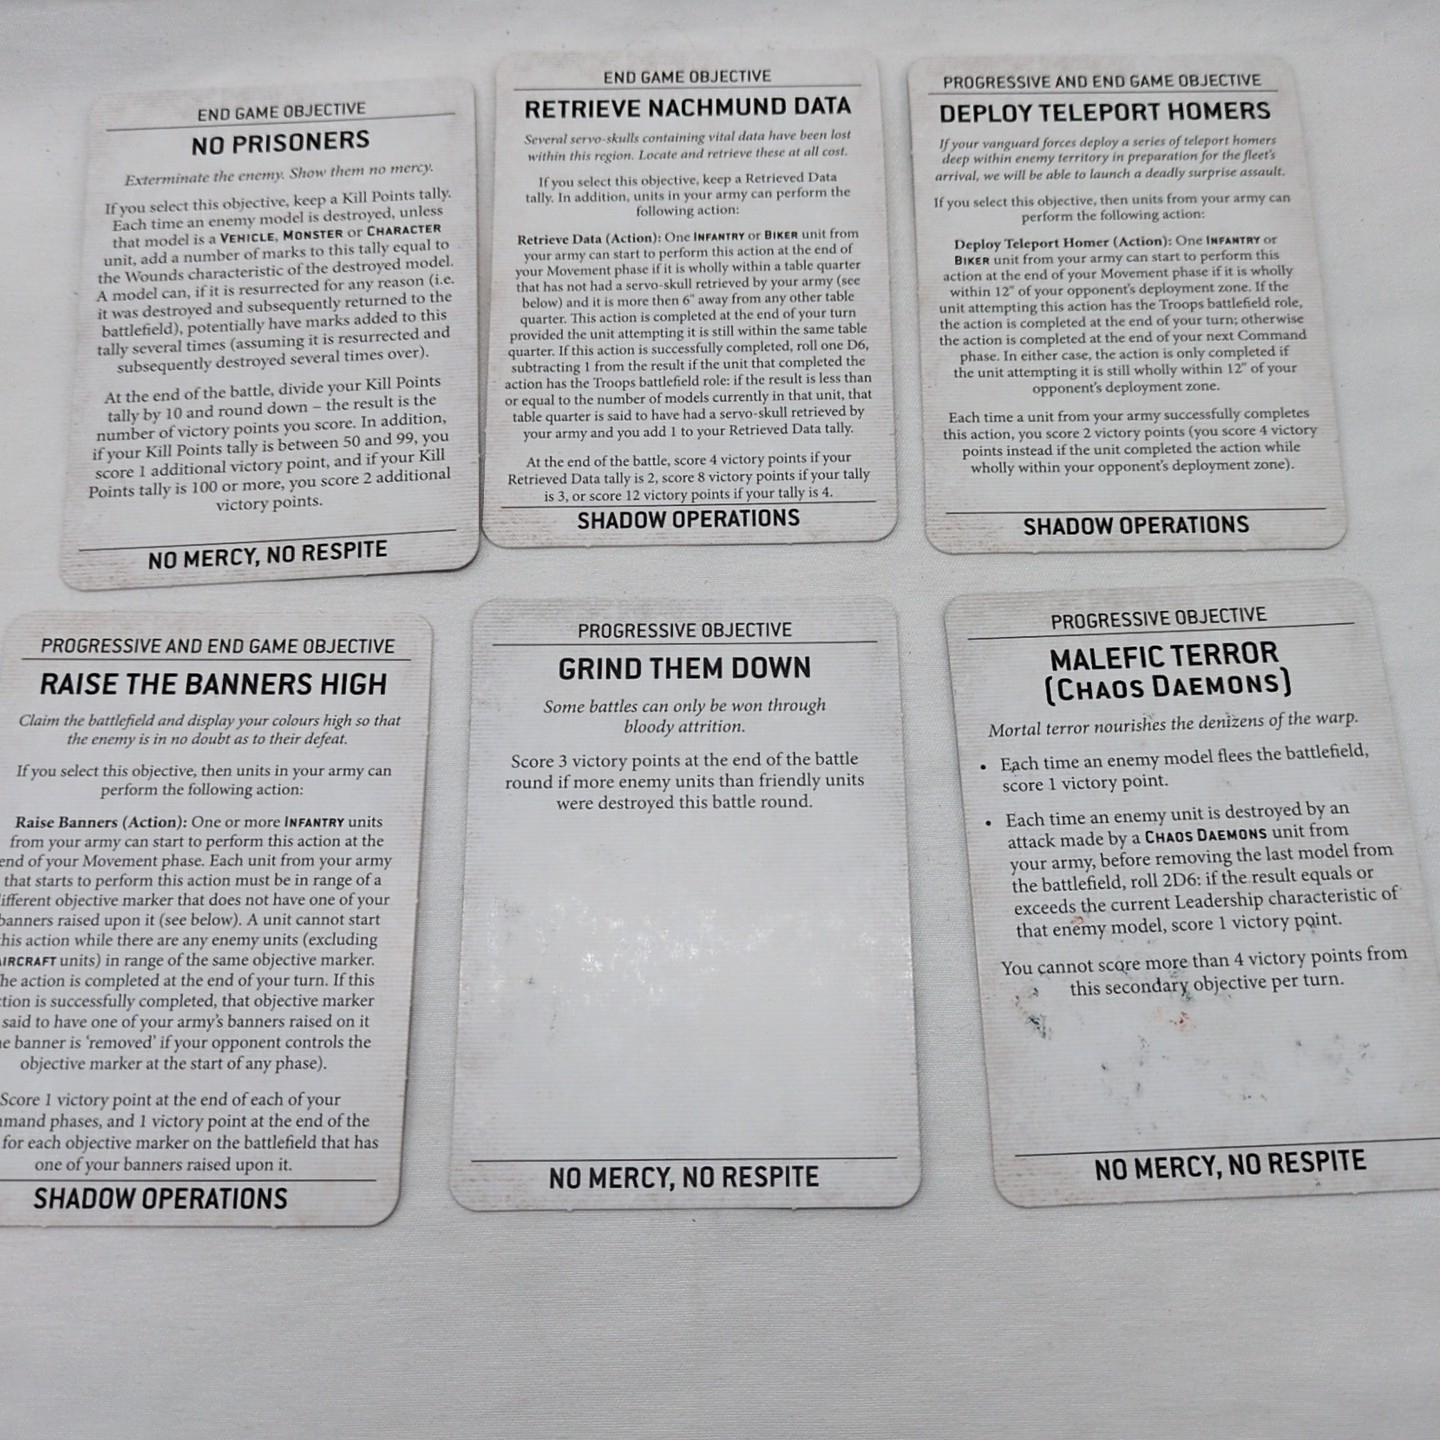 END GAME OBJECTIVE
NO PRISONERS
Exterminate the enemy. Show them no mercy.
If you select this objective, keep a Kill Points tally.
Each time an enemy model is destroyed, unless
that model is a VEHICLE, MONSTER or CHARACTER
unit, add a number of marks to this tally equal to
the Wounds characteristic of the destroyed model.
A model can, if it is resurrected for any reason (i.e.
it was destroyed and subsequently returned to the
battlefield), potentially have marks added to this
tally several times (assuming it is resurrected and
subsequently destroyed several times over).
At the end of the battle, divide your Kill Points
tally by 10 and round down – the result is the
number of victory points you score. In addition,
if your Kill Points tally is between 50 and 99, you
score 1 additional victory point, and if your Kill
Points tally is 100 or more, you score 2 additional
victory points.
NO MERCY, NO RESPITE
END GAME OBJECTIVE
RETRIEVE NACHMUND DATA
Several servo-skulls containing vital data have been lost
within this region. Locate and retrieve these at all cost.
If you select this objective, keep a Retrieved Data
tally. In addition, units in your army can perform the
following action:
Retrieve Data (Action): One INFANTRY or BIKER unit from
your army can start to perform this action at the end of
your Movement phase if it is wholly within a table quarter
that has not had a servo-skull retrieved by your army (see
below) and it is more then 6" away from any other table
quarter. This action is completed at the end of your turn
provided the unit attempting it is still within the same table
quarter. If this action is successfully completed, roll one D6,
subtracting 1 from the result if the unit that completed the
action has the Troops battlefield role: if the result is less than
or equal to the number of models currently in that unit, that
table quarter is said to have had a servo-skull retrieved by
your army and you add 1 to your Retrieved Data tally.
At the end of the battle, score 4 victory points if your
Retrieved Data tally is 2, score 8 victory points if your tally
is 3, or score 12 victory points if your tally is 4.
SHADOW OPERATIONS
PROGRESSIVE AND END GAME OBJECTIVE
DEPLOY TELEPORT HOMERS
If your vanguard forces deploy a series of teleport homers
deep within enemy territory in preparation for the fleet's
arrival, we will be able to launch a deadly surprise assault.
If you select this objective, then units from your army can
perform the following action:
Deploy Teleport Homer (Action): One INFANTRY or
BIKER unit from your army can start to perform this
action at the end of your Movement phase if it is wholly
within 12" of your opponent's deployment zone. If the
unit attempting this action has the Troops battlefield role,
the action is completed at the end of your turn; otherwise
the action is completed at the end of your next Command
phase. In either case, the action is only completed if
the unit attempting it is still wholly within 12" of your
opponent's deployment zone.
Each time a unit from your army successfully completes
this action, you score 2 victory points (you score 4 victory
points instead if the unit completed the action while
wholly within your opponent's deployment zone).
SHADOW OPERATIONS
PROGRESSIVE AND END GAME OBJECTIVE
RAISE THE BANNERS HIGH
Claim the battlefield and display your colours high so that
the enemy is in no doubt as to their defeat.
If you select this objective, then units in your army can
perform the following action:
Raise Banners (Action): One or more INFANTRY units
from your army can start to perform this action at the
end of your Movement phase. Each unit from your army
that starts to perform this action must be in range of a
ifferent objective marker that does not have one of your
banners raised upon it (see below). A unit cannot start
his action while there are any enemy units (excluding
IRCRAFT units) in range of the same objective marker.
he action is completed at the end of your turn. If this
tion is successfully completed, that objective marker
said to have one of your army's banners raised on it
e banner is 'removed' if your opponent controls the
objective marker at the start of any phase).
Score 1 victory point at the end of each of your
mmand phases, and 1 victory point at the end of the
for each objective marker on the battlefield that has
one of your banners raised upon it.
SHADOW OPERATIONS
PROGRESSIVE OBJECTIVE
GRIND THEM DOWN
Some battles can only be won through
bloody attrition.
Score 3 victory points at the end of the battle
round if more enemy units than friendly units
were destroyed this battle round.
NO MERCY, NO RESPITE
PROGRESSIVE OBJECTIVE
MALEFIC TERROR
(CHAOS DAEMONS)
Mortal terror nourishes the denizens of the warp.
• Each time an enemy model flees the battlefield,
score 1 victory point.
• Each time an enemy unit is destroyed by an
attack made by a CHAOS DAEMONS unit from
your army, before removing the last model from
the battlefield, roll 2D6: if the result equals or
exceeds the current Leadership characteristic of
that enemy model, score 1 victory point.
You cannot score more than 4 victory points from
this secondary objective per turn.
NO MERCY, NO RESPITE